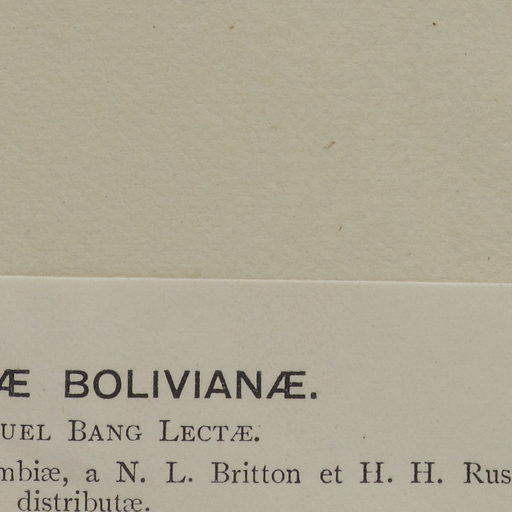 Æ BOLIVIANÆ.
UEL BANG LECTÆ.
mbiæ, a N. L. Britton et H. H. Rus
distributæ.